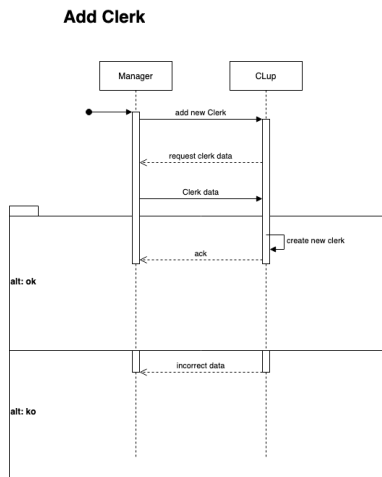 Add Clerk
Manager
CLup
add new Clerk
request clerk data
Clerk data
create new clerk
ack
alt: ok
incorrect data
alt: ko